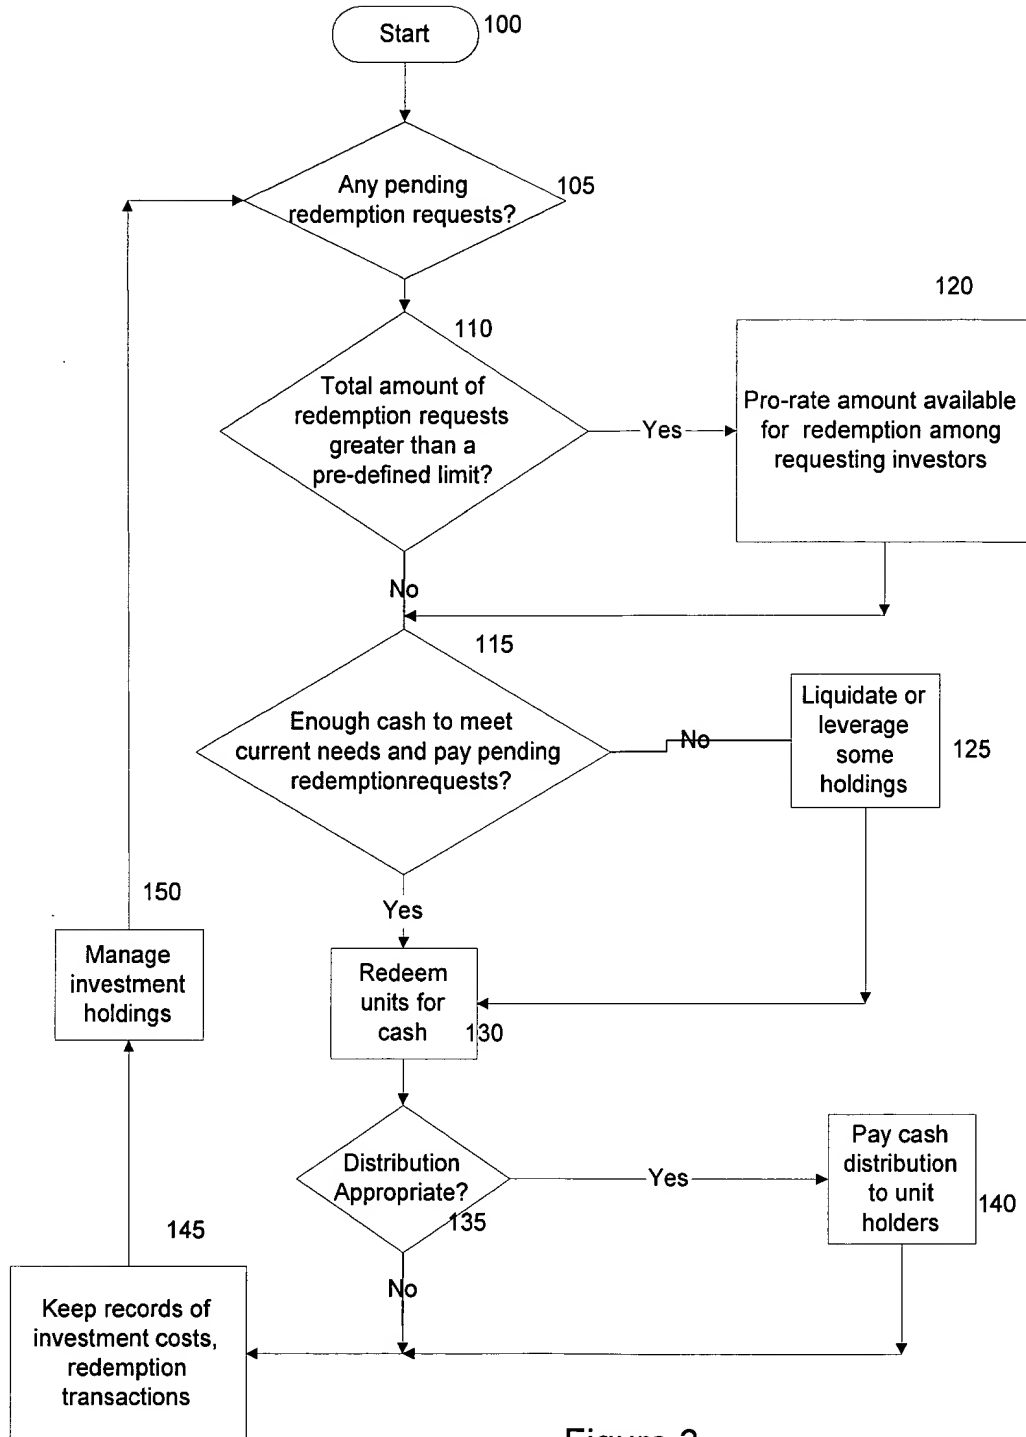 Start
100
Any pending
redemption requests?
105
120
110
Total amount of
redemption requests
greater than a
pre-defined limit?
Yes
Pro-rate amount available
for redemption among
requesting investors
No
115
Enough cash to meet
current needs and pay pending
redemptionrequests?
No
Liquidate or
leverage
some
holdings
125
Yes
150
Manage
investment
holdings
Redeem
units for
cash
130
Distribution
Appropriate?
135
Yes
Pay cash
distribution
to unit
holders
140
No
145
Keep records of
investment costs,
redemption
transactions